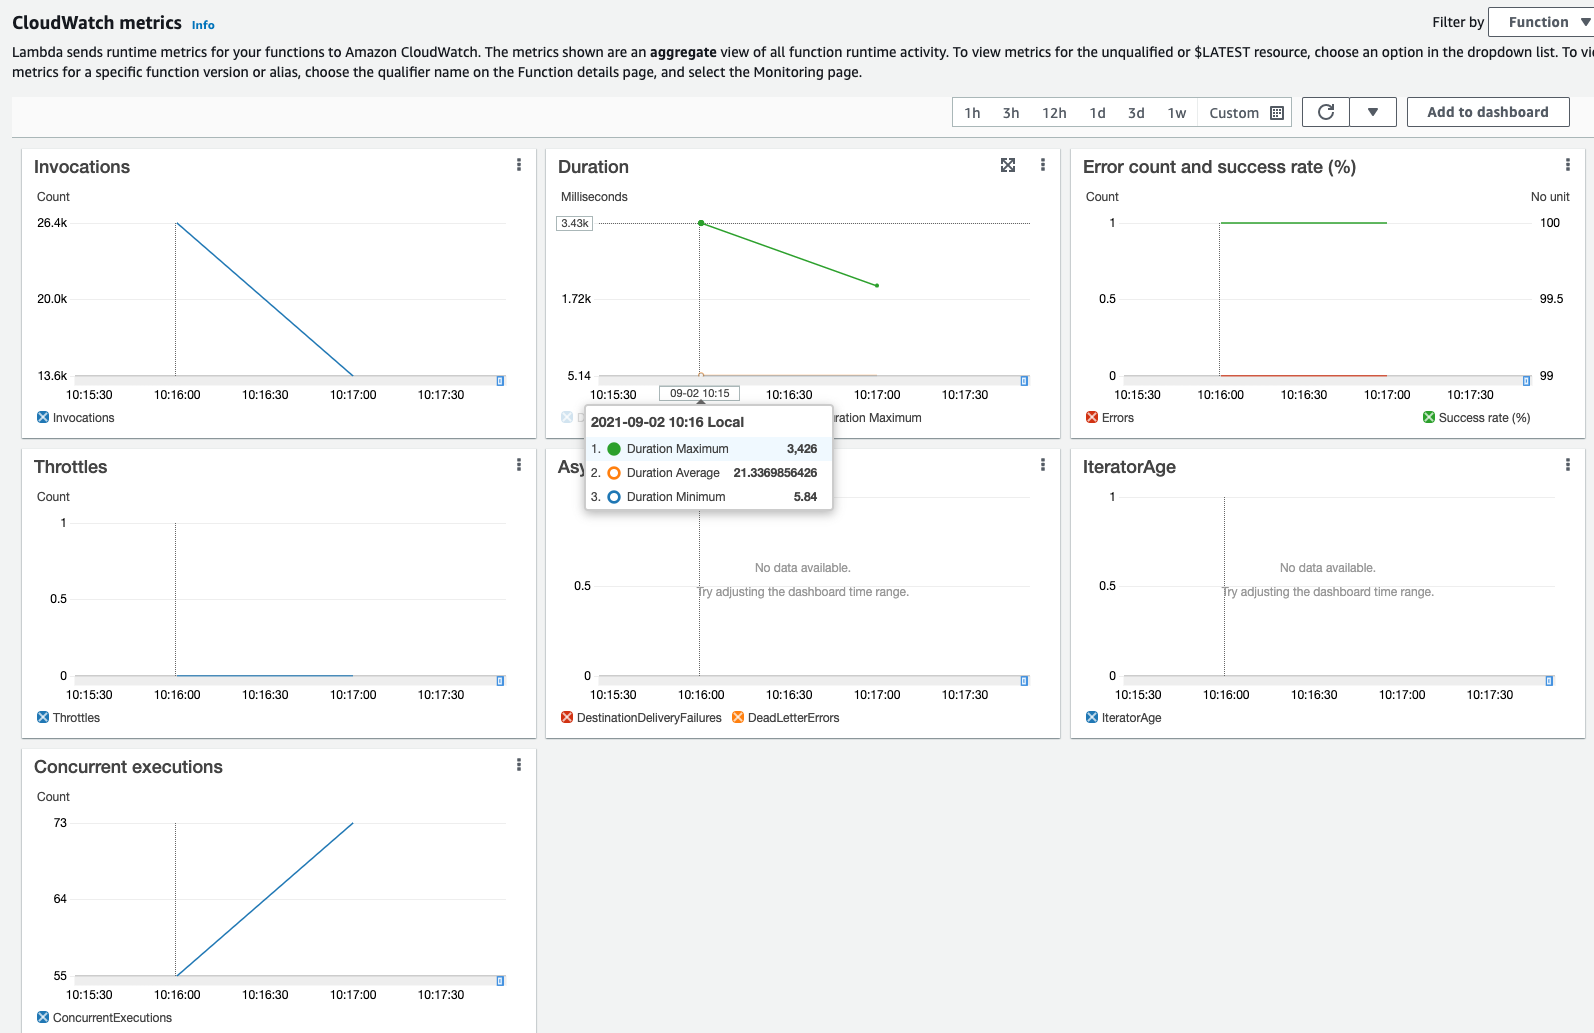 CloudWatch metrics Info
Filter by Function
Lambda sends runtime metrics for your functions to Amazon CloudWatch. The metrics shown are an aggregate view of all function runtime activity. To view metrics for the unqualified or $LATEST resource, choose an option in the dropdown list. To
metrics for a specific function version or alias, choose the qualifier name on the Function details page, and select the Monitoring page.
1h 3h 12h 1d 3d 1w Custom Add to dashboard
Invocations
Count
26.4k
20.0k
13.6k
10:15:30 10:16:00 10:16:30 10:17:00 10:17:30
Invocations
Duration
Milliseconds
3.43k
1.72k
5.14
10:15:30 09-02 10:15 10:16:30 10:17:00 10:17:30
Maximum
2021-09-02 10:16 Local
1. Duration Maximum 3,426
2. Duration Average 21.3369856426
3. Duration Minimum 5.84
Error count and success rate (%)
Count No unit
1 100
0.5 99.5
0 99
10:15:30 10:16:00 10:16:30 10:17:00 10:17:30
Errors Success rate (%)
Throttles
Count
1
0.5
0
10:15:30 10:16:00 10:16:30 10:17:00 10:17:30
Throttles
No data available.
0.5 Try adjusting the dashboard time range.
0
10:15:30 10:16:00 10:16:30 10:17:00 10:17:30
DestinationDeliveryFailures DeadLetterErrors
IteratorAge
1
No data available.
0.5 Try adjusting the dashboard time range.
0
10:15:30 10:16:00 10:16:30 10:17:00 10:17:30
IteratorAge
Concurrent executions
Count
73
64
55
10:15:30 10:16:00 10:16:30 10:17:00 10:17:30
ConcurrentExecutions